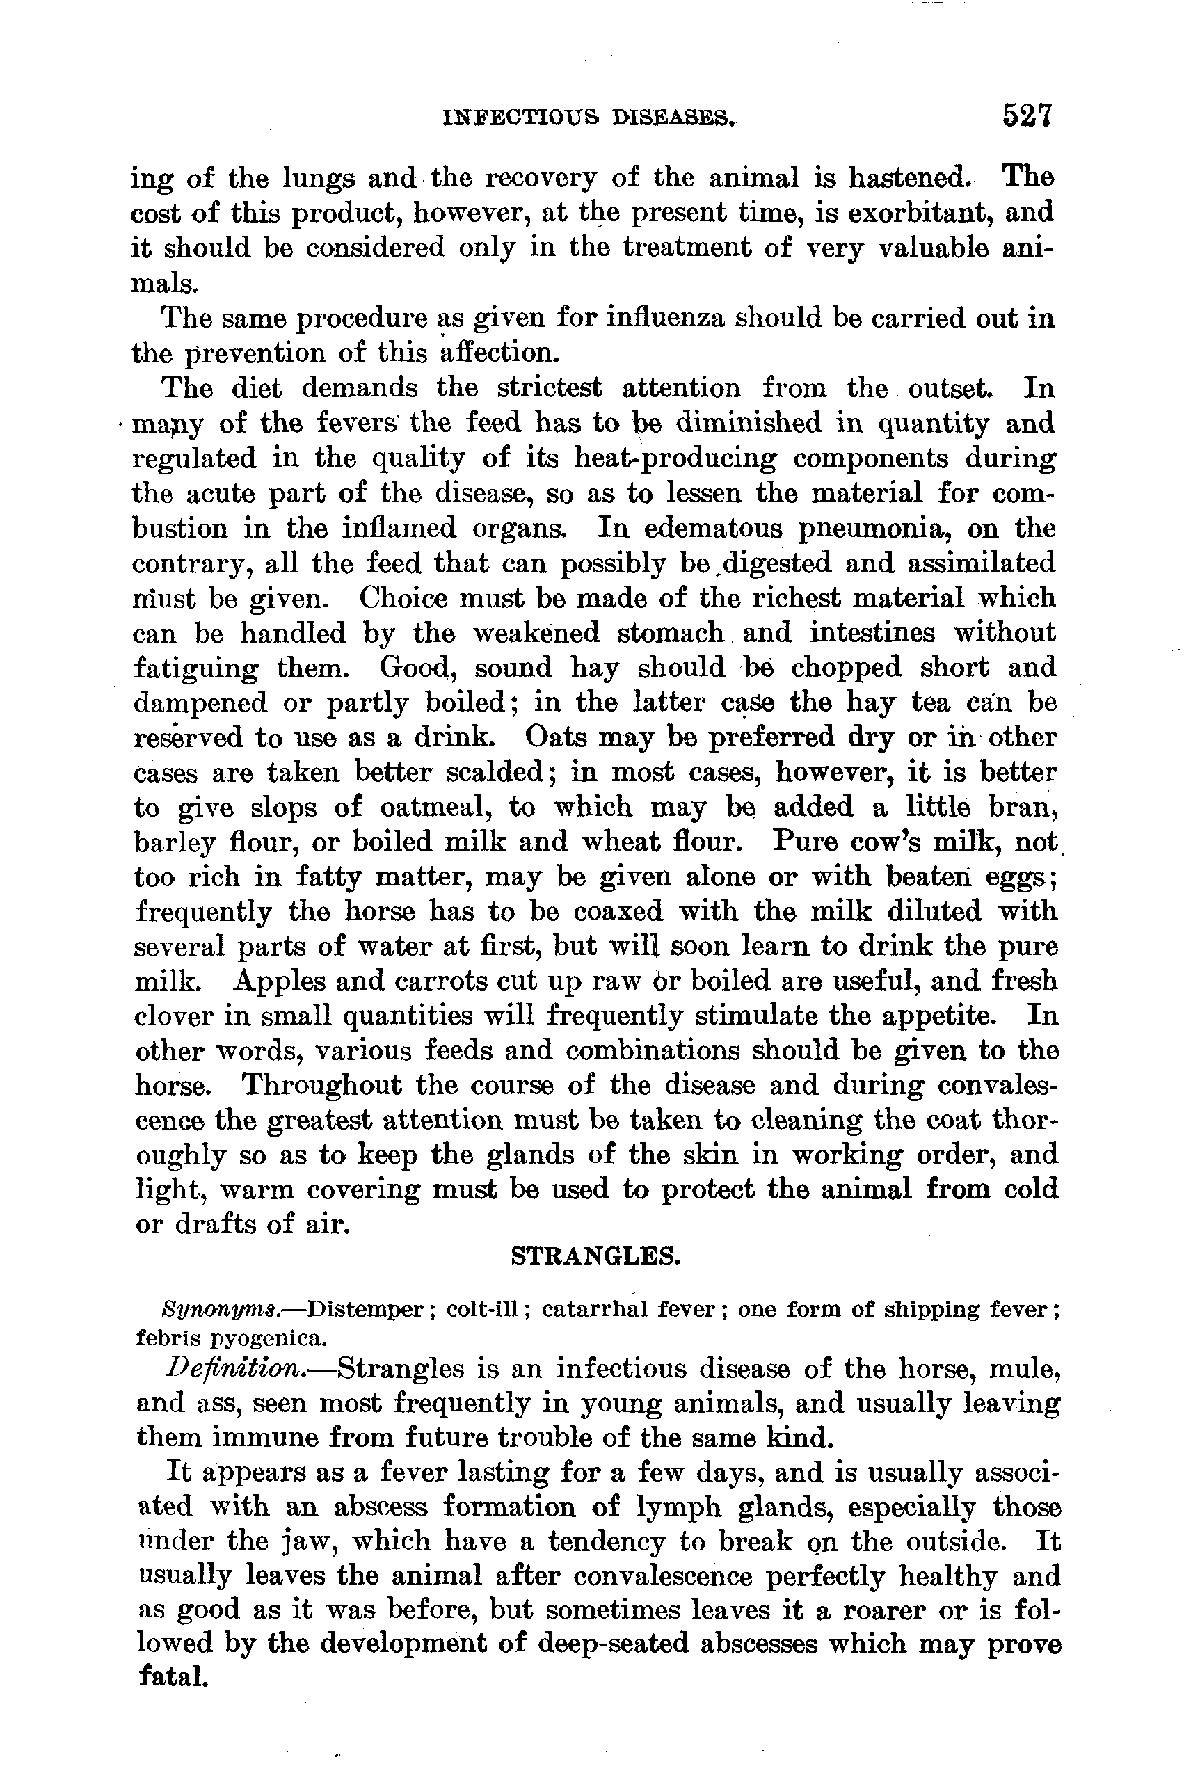 INFECTIOUS DISEASES. 527
ing of the lungs and the recovery of the animal is hastened. The
cost of this product, however, at the present time, is exorbitant, and
it should be considered only in the treatment of very valuable ani-
mals.
The same procedure as given for influenza should be carried out in
the prevention of this affection.
The diet demands the strictest attention from the outset. In
many of the fevers the feed has to be diminished in quantity and
regulated in the quality of its heat-producing components during
the acute part of the disease, so as to lessen the material for com-
bustion in the inflamed organs. In edematous pneumonia, on the
contrary, all the feed that can possibly be digested and assimilated
must be given. Choice must be made of the richest material which
can be handled by the weakened stomach and intestines without
fatiguing them. Good, sound hay should be chopped short and
dampened or partly boiled; in the latter case the hay tea can be
reserved to use as a drink. Oats may be preferred dry or in other
cases are taken better scalded; in most cases, however, it is better
to give slops of oatmeal, to which may be added a little bran,
barley flour, or boiled milk and wheat flour. Pure cow's milk, not
too rich in fatty matter, may be given alone or with beaten eggs;
frequently the horse has to be coaxed with the milk diluted with
several parts of water at first, but will soon learn to drink the pure
milk. Apples and carrots cut up raw or boiled are useful, and fresh
clover in small quantities will frequently stimulate the appetite. In
other words, various feeds and combinations should be given to the
horse. Throughout the course of the disease and during convales-
cence the greatest attention must be taken to cleaning the coat thor-
oughly so as to keep the glands of the skin in working order, and
light, warm covering must be used to protect the animal from cold
or drafts of air.
STRANGLES.
Synonyms.—Distemper; colt-ill; catarrhal fever; one form of shipping fever;
febris pyogenica.
Definition.—Strangles is an infectious disease of the horse, mule,
and ass, seen most frequently in young animals, and usually leaving
them immune from future trouble of the same kind.
It appears as a fever lasting for a few days, and is usually associ-
ated with an abscess formation of lymph glands, especially those
under the jaw, which have a tendency to break on the outside. It
usually leaves the animal after convalescence perfectly healthy and
as good as it was before, but sometimes leaves it a roarer or is fol-
lowed by the development of deep-seated abscesses which may prove
fatal.